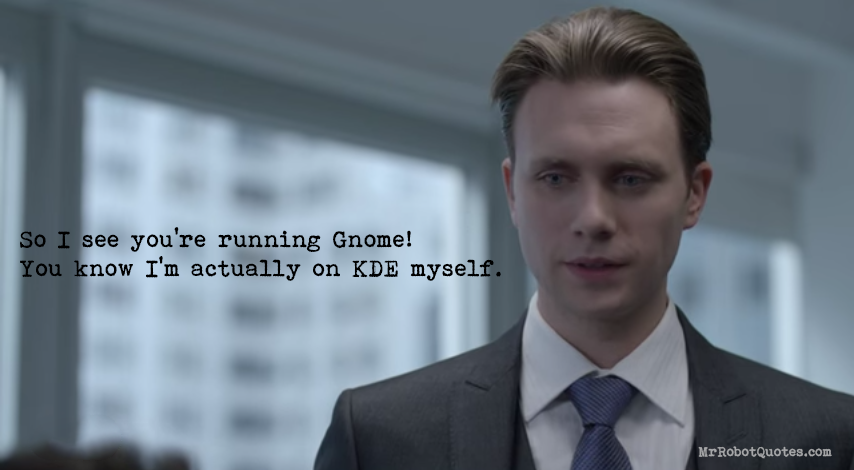 So I see you're running Gnome!
You know I'm actually on KDE myself.
MrRobotQuotes.com